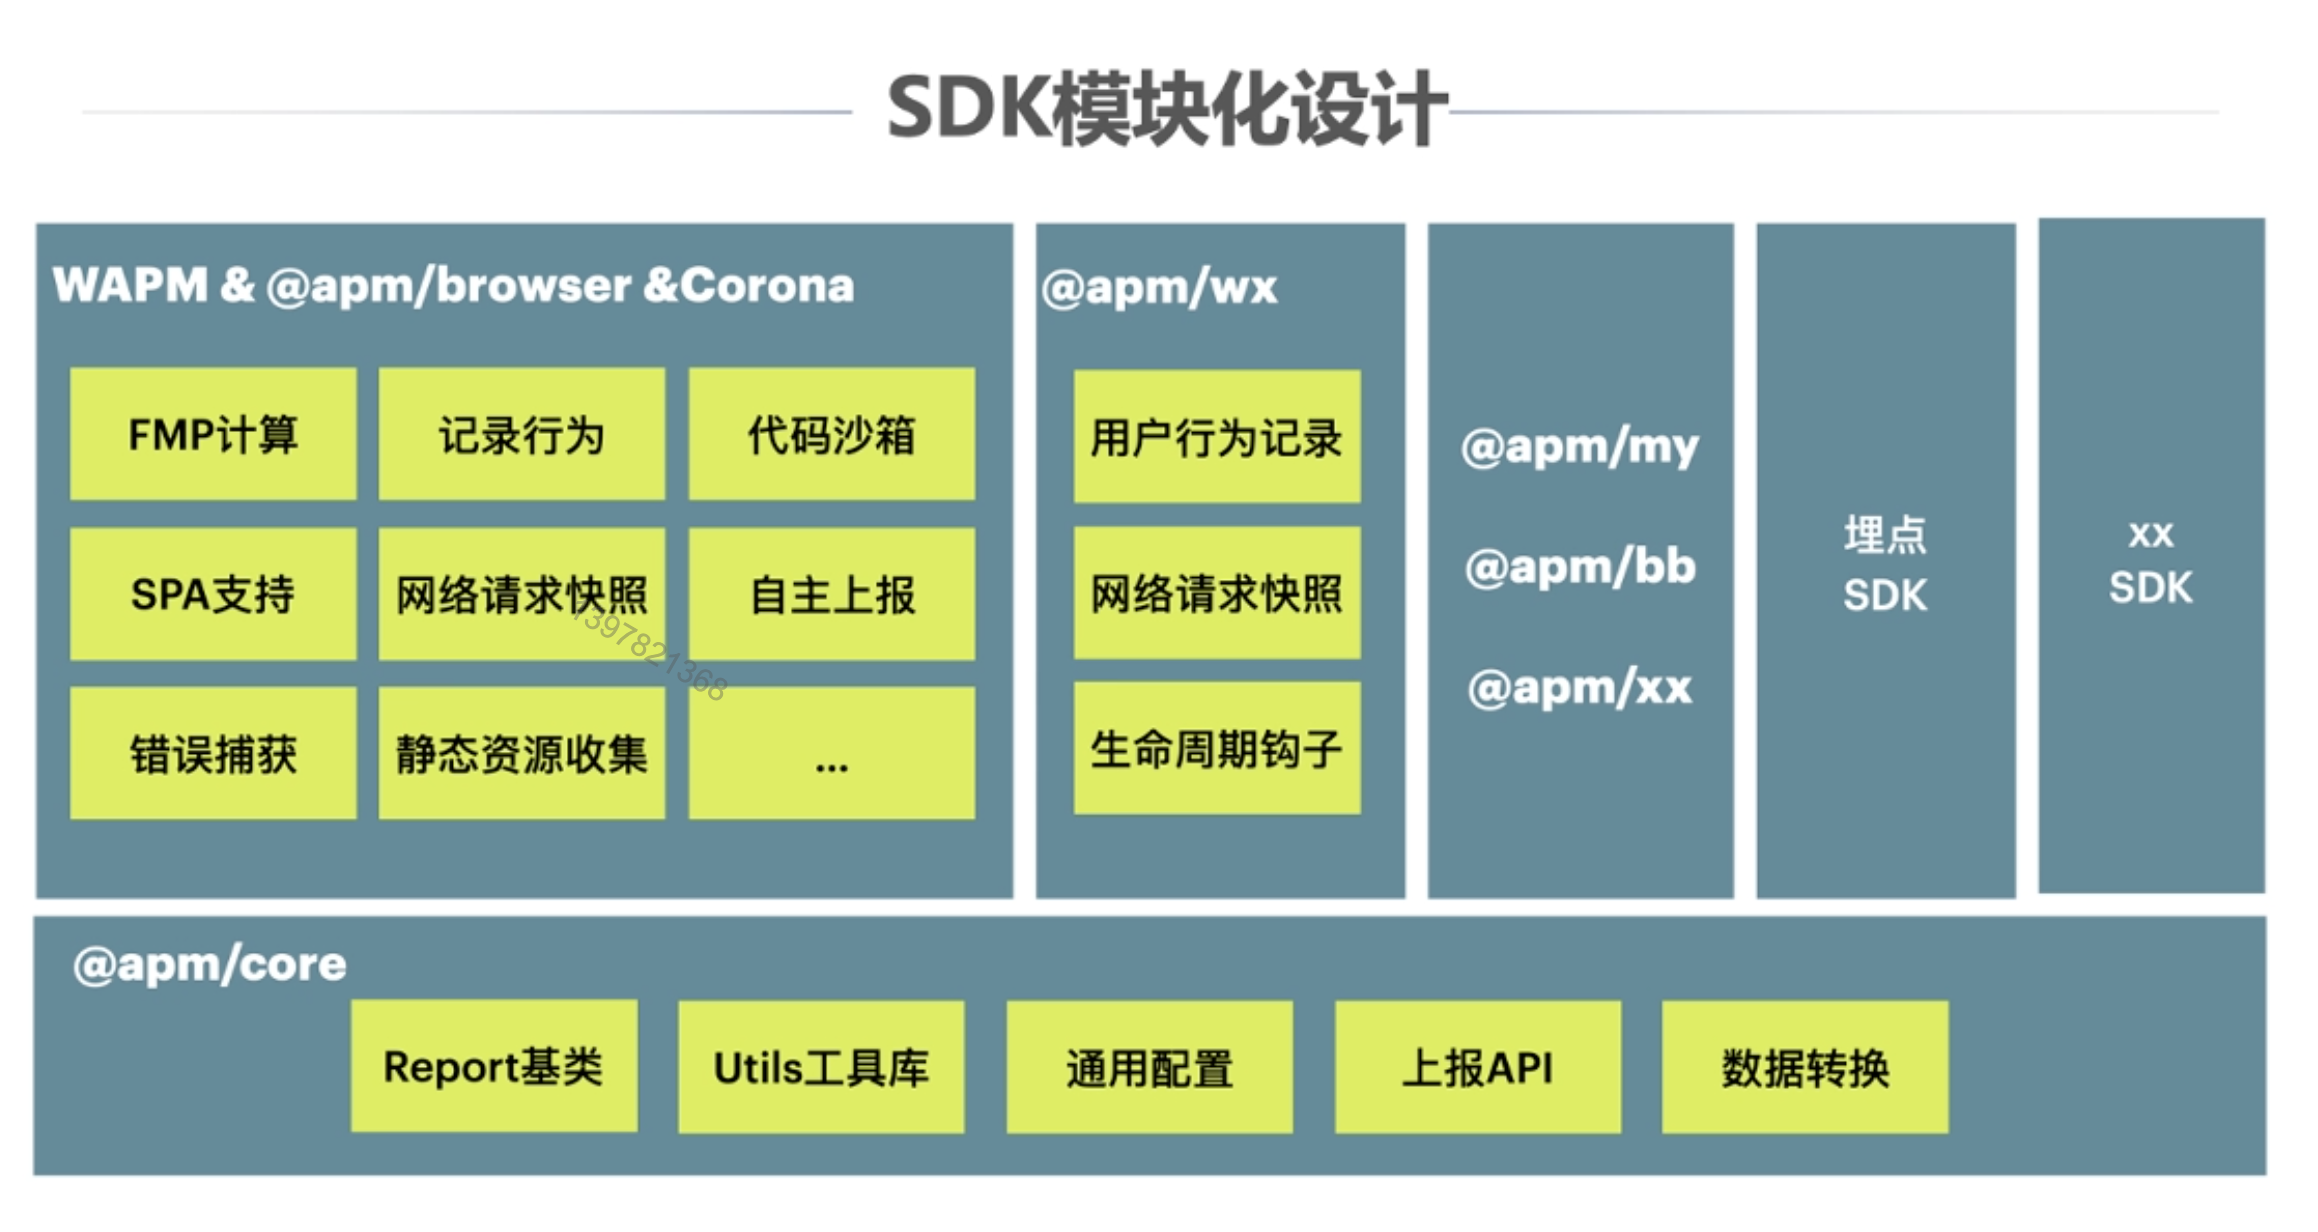 SDK模块化设计
WAPM & @apm/browser &Corona
FMP计算
记录行为
代码沙箱
SPA支持
网络请求快照
自主上报
错误捕获
静态资源收集
...
@apm/wx
用户行为记录
网络请求快照
生命周期钩子
@apm/my
@apm/bb
@apm/xx
埋点
SDK
xx
SDK
@apm/core
Report基类
Utils工具库
通用配置
上报API
数据转换
1397821368